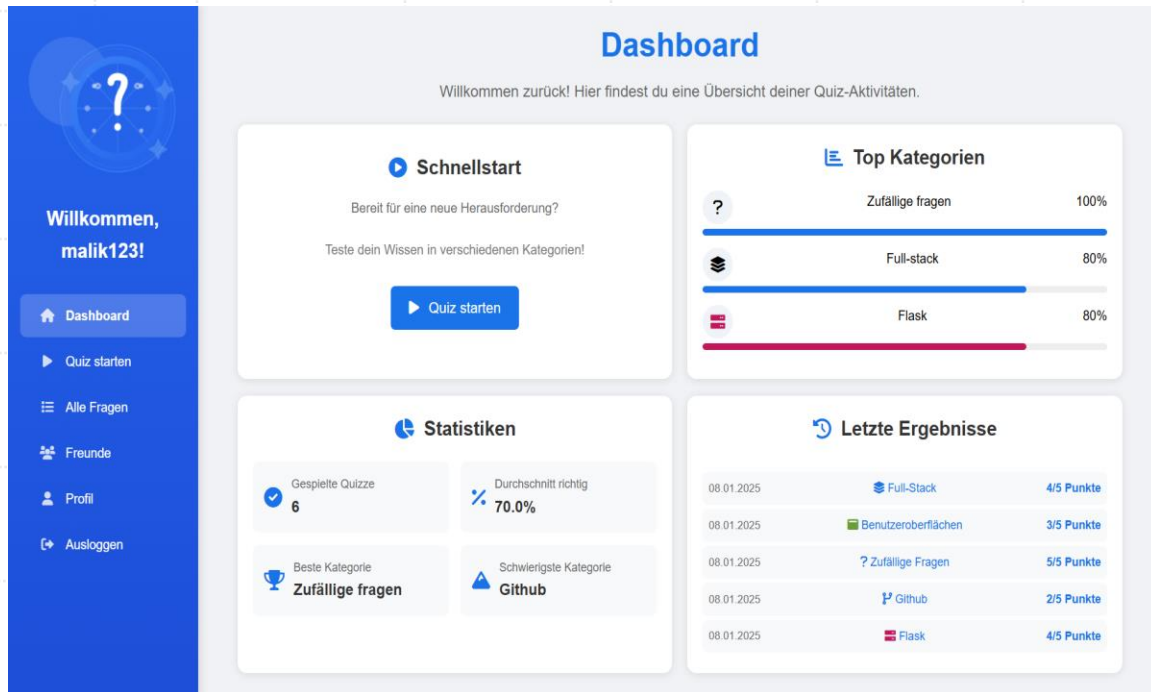 ?
Willkommen,
malik123!
Dashboard
Quiz starten
Alle Fragen
Freunde
Profil
Ausloggen
Dashboard
Willkommen zurück! Hier findest du eine Übersicht deiner Quiz-Aktivitäten.
Schnellstart
Bereit für eine neue Herausforderung?
Teste dein Wissen in verschiedenen Kategorien!
Quiz starten
Top Kategorien
? Zufällige fragen 100%
Full-stack 80%
Flask 80%
Statistiken
Gespielte Quizze
6
Durchschnitt richtig
70.0%
Beste Kategorie
Zufällige fragen
Schwierigste Kategorie
Github
Letzte Ergebnisse
08.01.2025 Full-Stack 4/5 Punkte
08.01.2025 Benutzeroberflächen 3/5 Punkte
08.01.2025 ? Zufällige Fragen 5/5 Punkte
08.01.2025 Github 2/5 Punkte
08.01.2025 Flask 4/5 Punkte